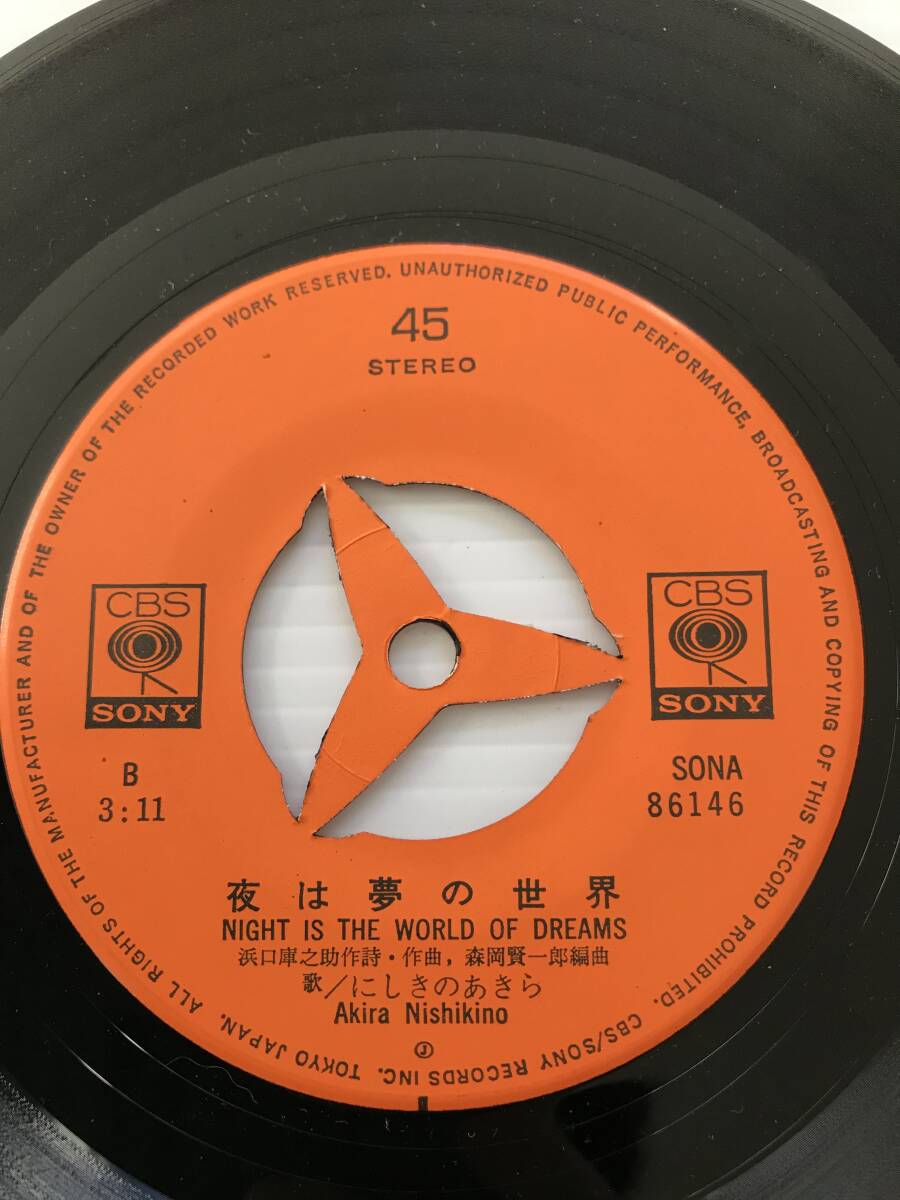 45
STEREO
CBS
SONY
CBS
SONY
B
3:11
SONA
86146
夜は夢の世界
NIGHT IS THE WORLD OF DREAMS
浜口庫之助作詩・作曲, 森岡賢一郎編曲
歌/にしきのあきら
Akira Nishikino
Ⓙ
ALL RIGHTS OF THE MANUFACTURER AND OF THE OWNER OF THE RECORDED WORK RESERVED. UNAUTHORIZED PUBLIC PERFORMANCE, BROADCASTING AND COPYING OF THIS RECORD PROHIBITED. CBS/SONY RECORDS INC. TOKYO JAPAN.